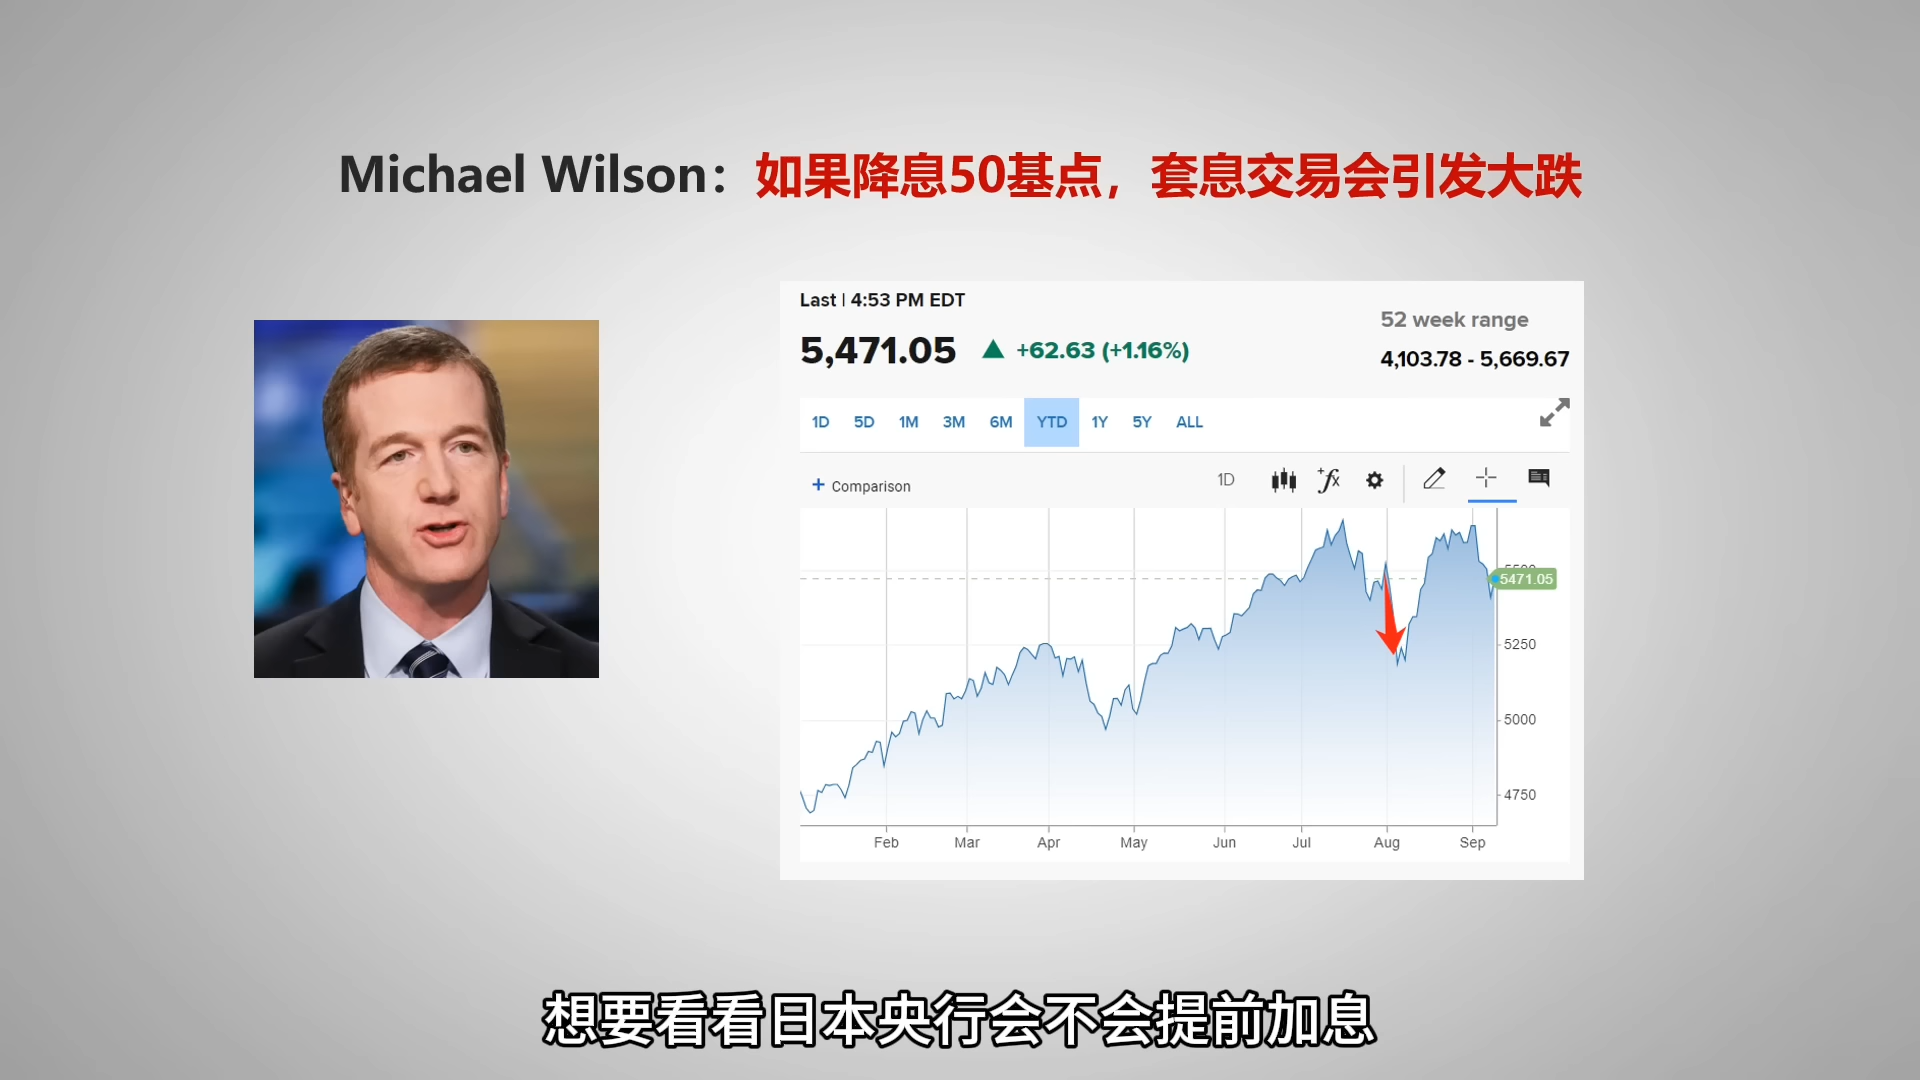 Michael Wilson：如果降息50基点，套息交易会引发大跌
Last | 4:53 PM EDT
5,471.05 ▲ +62.63 (+1.16%)
52 week range
4,103.78 - 5,669.67
1D 5D 1M 3M 6M YTD 1Y 5Y ALL
+ Comparison
1D
5471.05
5250
5000
4750
Feb Mar Apr May Jun Jul Aug Sep
想要看看日本央行会不会提前加息